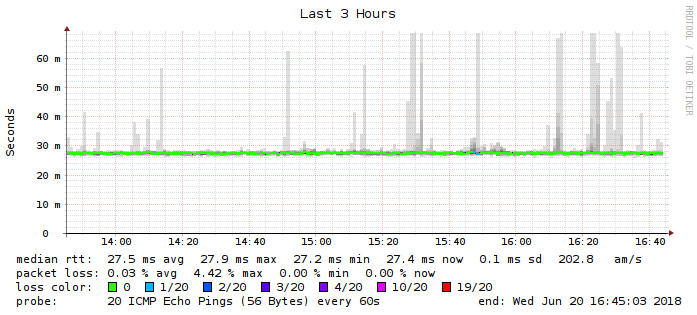 Last 3 Hours
RRDTOOL / TOBI OETIKER
Seconds
60 m
50 m
40 m
30 m
20 m
10 m
0
14:00 14:20 14:40 15:00 15:20 15:40 16:00 16:20 16:40
median rtt: 27.5 ms avg 27.9 ms max 27.2 ms min 27.4 ms now 0.1 ms sd 202.8 am/s
packet loss: 0.03 % avg 4.42 % max 0.00 % min 0.00 % now
loss color: 0 1/20 2/20 3/20 4/20 10/20 19/20
probe: 20 ICMP Echo Pings (56 Bytes) every 60s end: Wed Jun 20 16:45:03 2018